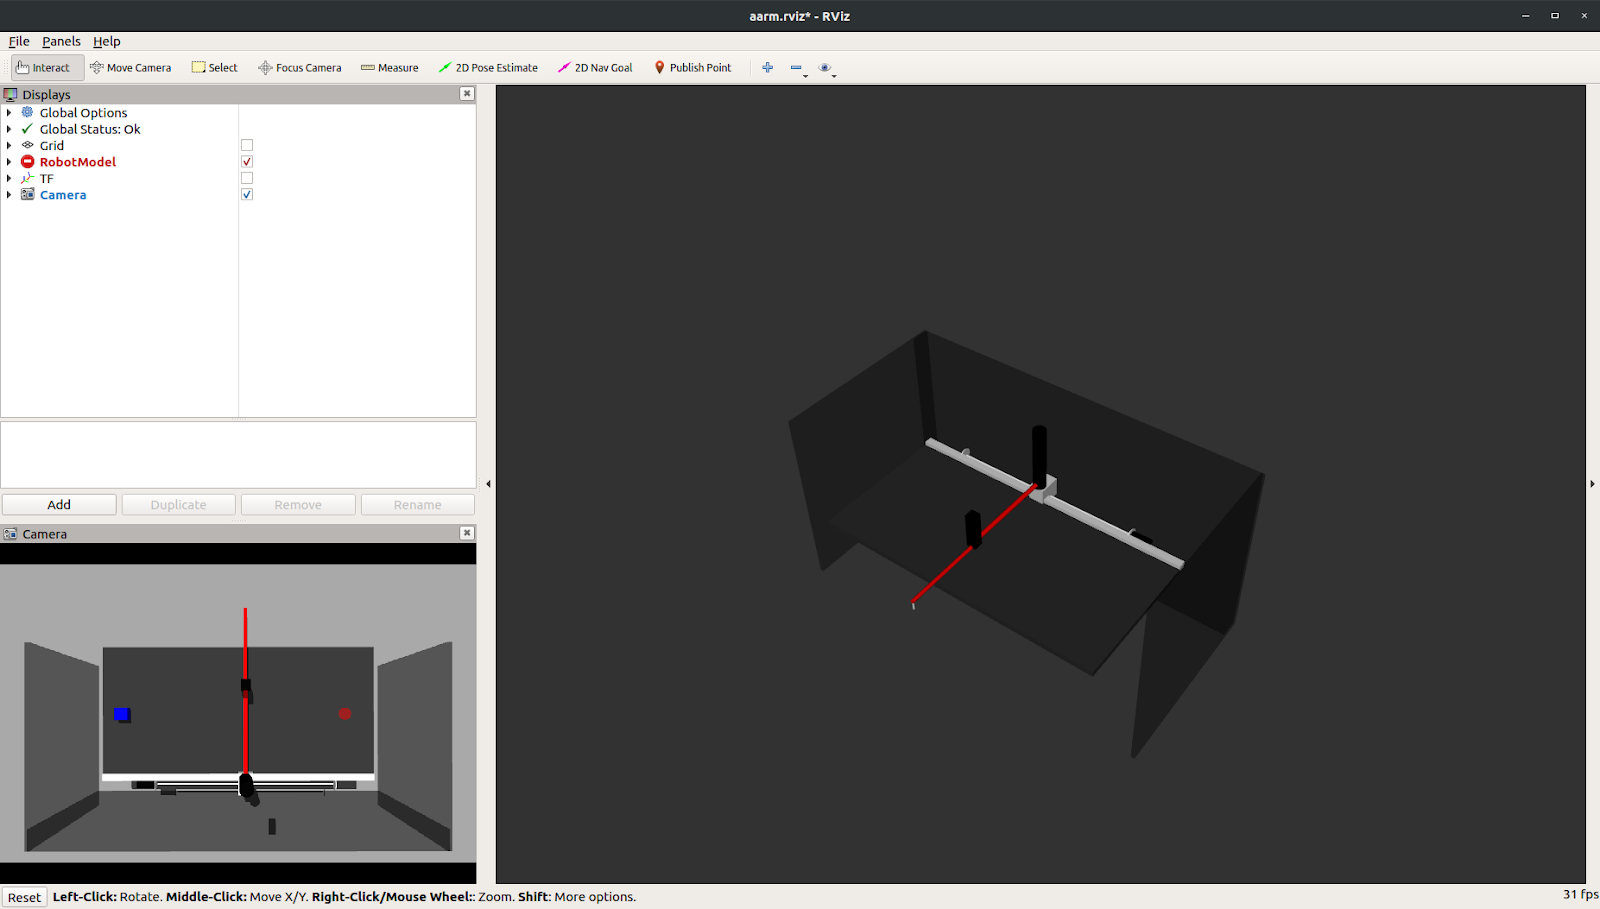 aarm.rviz* - RViz
File Panels Help
Interact Move Camera Select Focus Camera Measure 2D Pose Estimate 2D Nav Goal Publish Point
Displays
Global Options
Global Status: Ok
Grid
RobotModel
TF
Camera
Add Duplicate Remove Rename
Camera
Reset Left-Click: Rotate. Middle-Click: Move X/Y. Right-Click/Mouse Wheel:: Zoom. Shift: More options. 31 fps